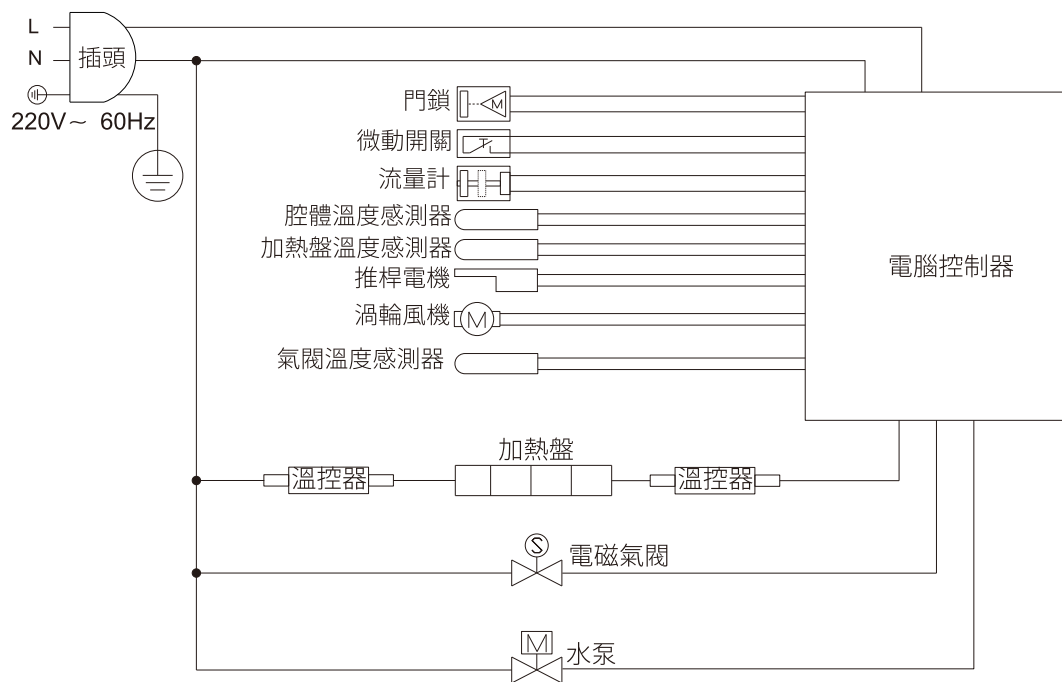 L
N
插頭
220V～ 60Hz
門鎖
M
微動開關
流量計
腔體溫度感測器
加熱盤溫度感測器
推桿電機
渦輪風機
M
氣閥溫度感測器
電腦控制器
加熱盤
溫控器
溫控器
S
電磁氣閥
M
水泵